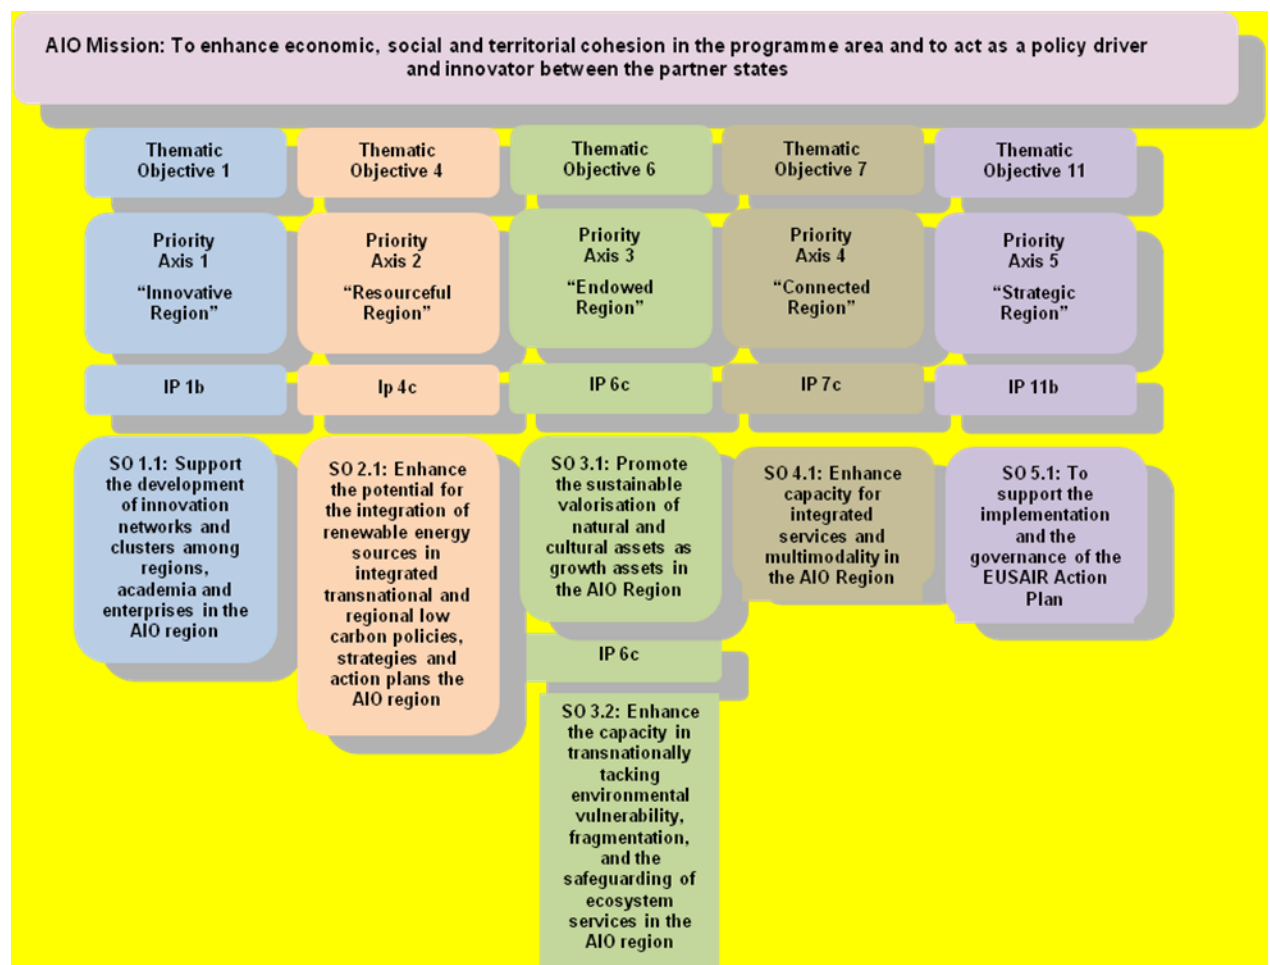 AIO Mission: To enhance economic, social and territorial cohesion in the programme area and to act as a policy driver
and innovator between the partner states
Thematic
Objective 1
Thematic
Objective 4
Thematic
Objective 6
Thematic
Objective 7
Thematic
Objective 11
Priority
Axis 1
“Innovative
Region”
Priority
Axis 2
“Resourceful
Region”
Priority
Axis 3
“Endowed
Region”
Priority
Axis 4
“Connected
Region”
Priority
Axis 5
“Strategic
Region”
IP 1b
Ip 4c
IP 6c
IP 7c
IP 11b
SO 1.1: Support
the development
of innovation
networks and
clusters among
regions,
academia and
enterprises in the
AIO region
SO 2.1: Enhance
the potential for
the integration of
renewable energy
sources in
integrated
transnational and
regional low
carbon policies,
strategies and
action plans the
AIO region
SO 3.1: Promote
the sustainable
valorisation of
natural and
cultural assets as
growth assets in
the AIO Region
SO 4.1: Enhance
capacity for
integrated
services and
multimodality in
the AIO Region
SO 5.1: To
support the
implementation
and the
governance of the
EUSAIR Action
Plan
IP 6c
SO 3.2: Enhance
the capacity in
transnationally
tacking
environmental
vulnerability,
fragmentation,
and the
safeguarding of
ecosystem
services in the
AIO region